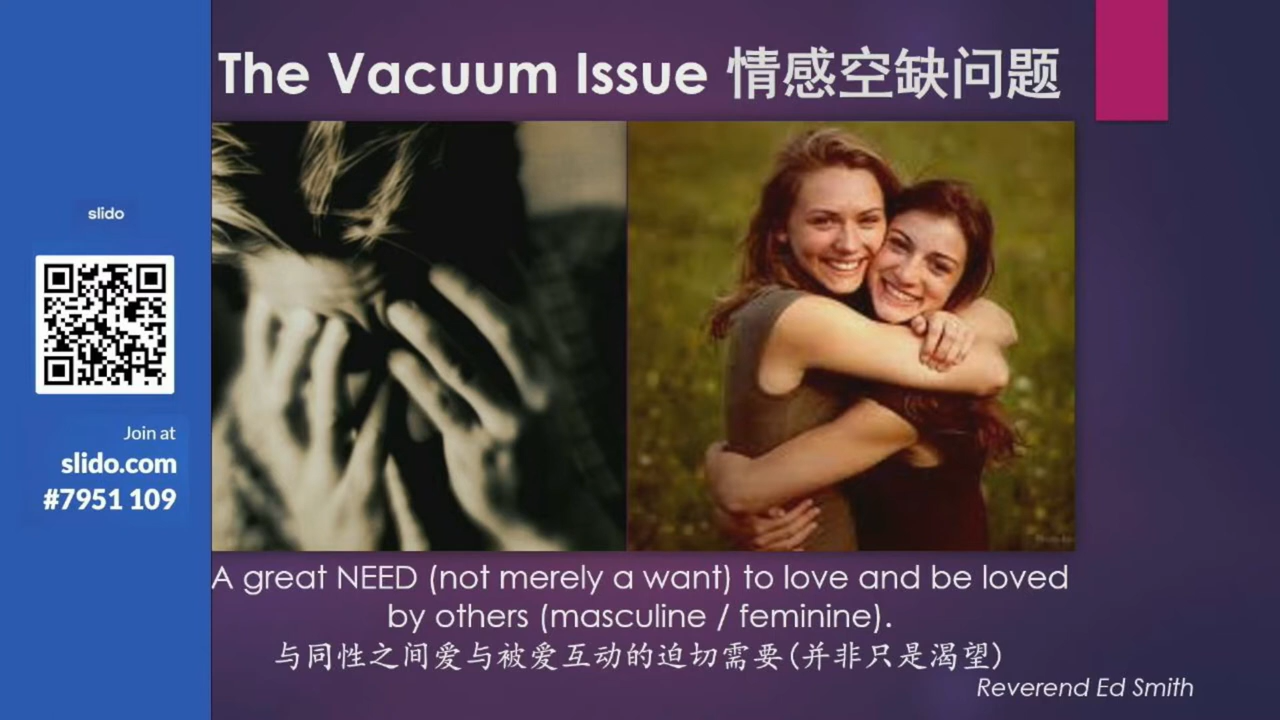 The Vacuum Issue 情感空缺问题
slido
Join at
slido.com
#7951 109
A great NEED (not merely a want) to love and be loved
by others (masculine / feminine).
与同性之间爱与被爱互动的迫切需要(并非只是渴望)
Reverend Ed Smith